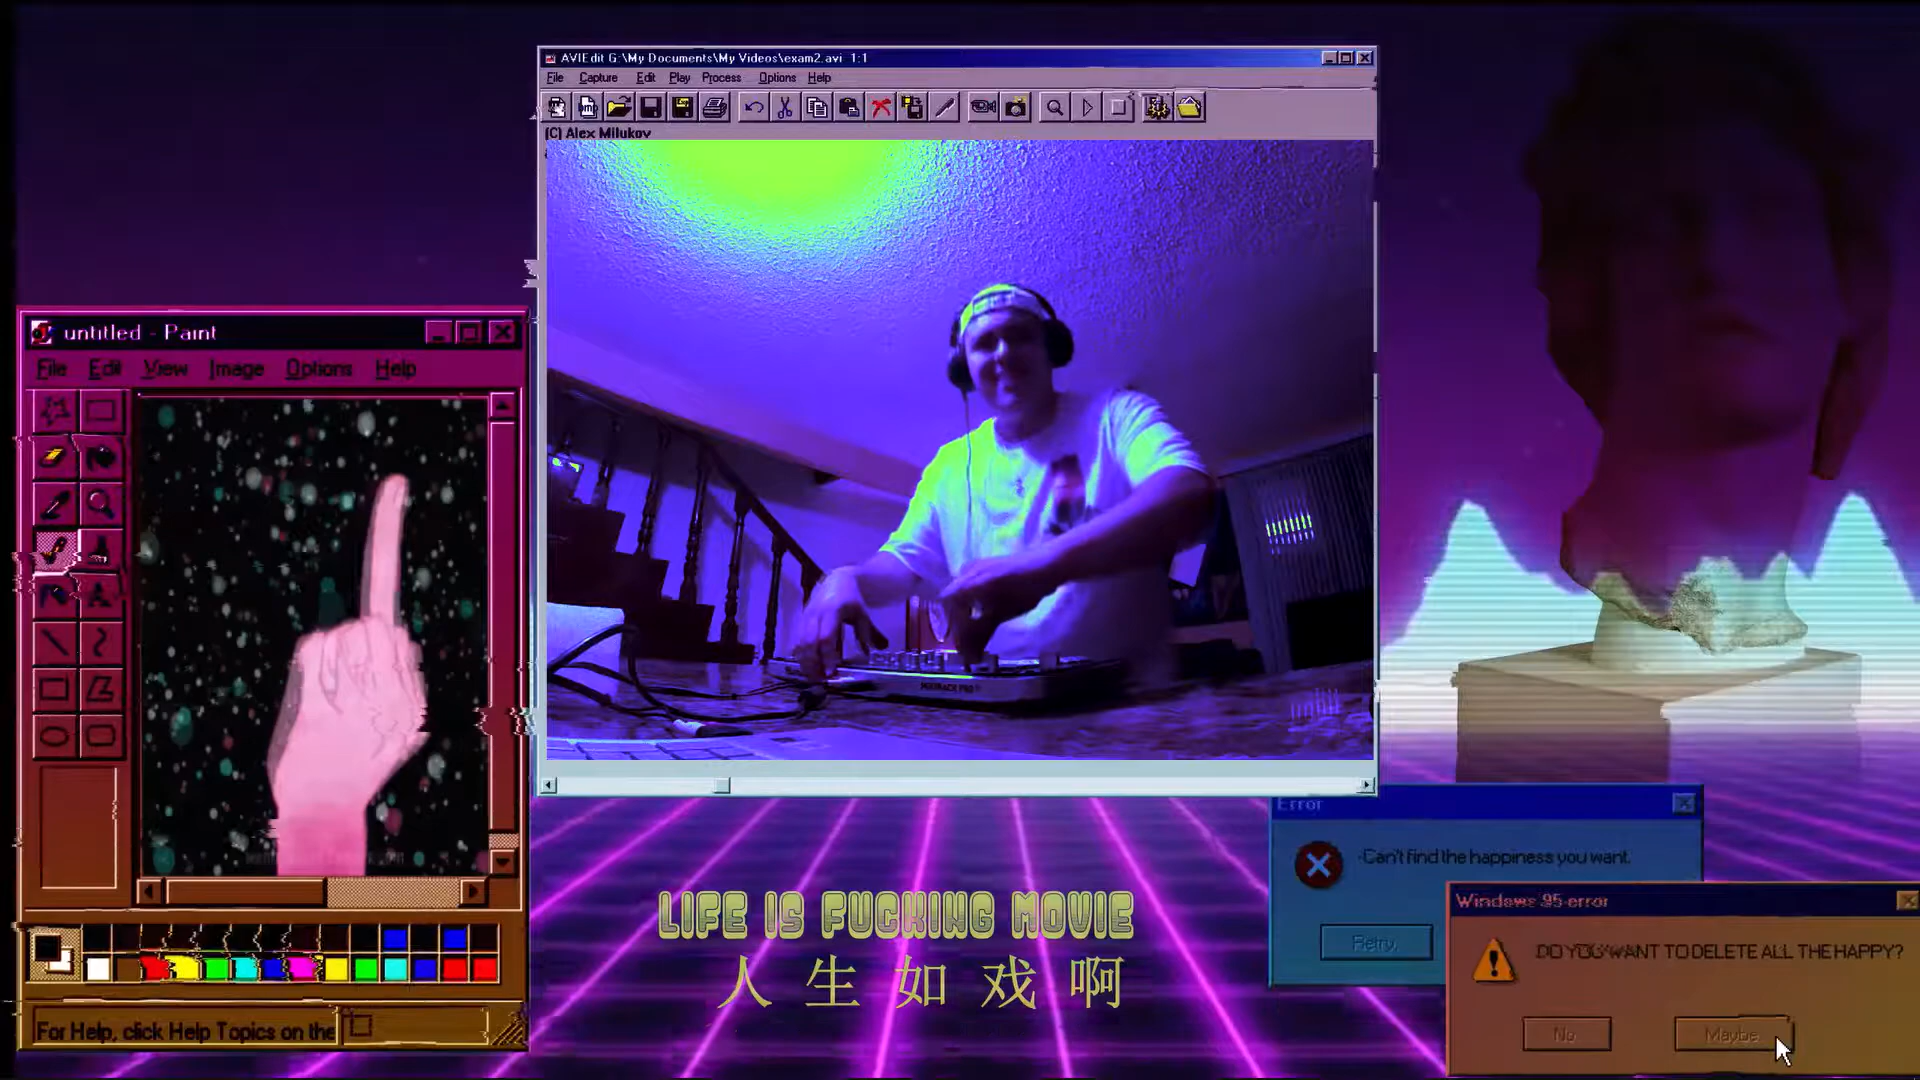 AVIEdit G:\My Documents\My Videos\exam2.avi 1:1
File Capture Edit Play Process Options Help
bmp
(C) Alex Milukov
untitled - Paint
File Edit View Image Options Help
For Help, click Help Topics on the
LIFE IS FUCKING MOVIE
人生如戏啊
Error
Can't find the happiness you want.
Retry.
Windows 95 error
DO YOU WANT TO DELETE ALL THE HAPPY?
No
Maybe.